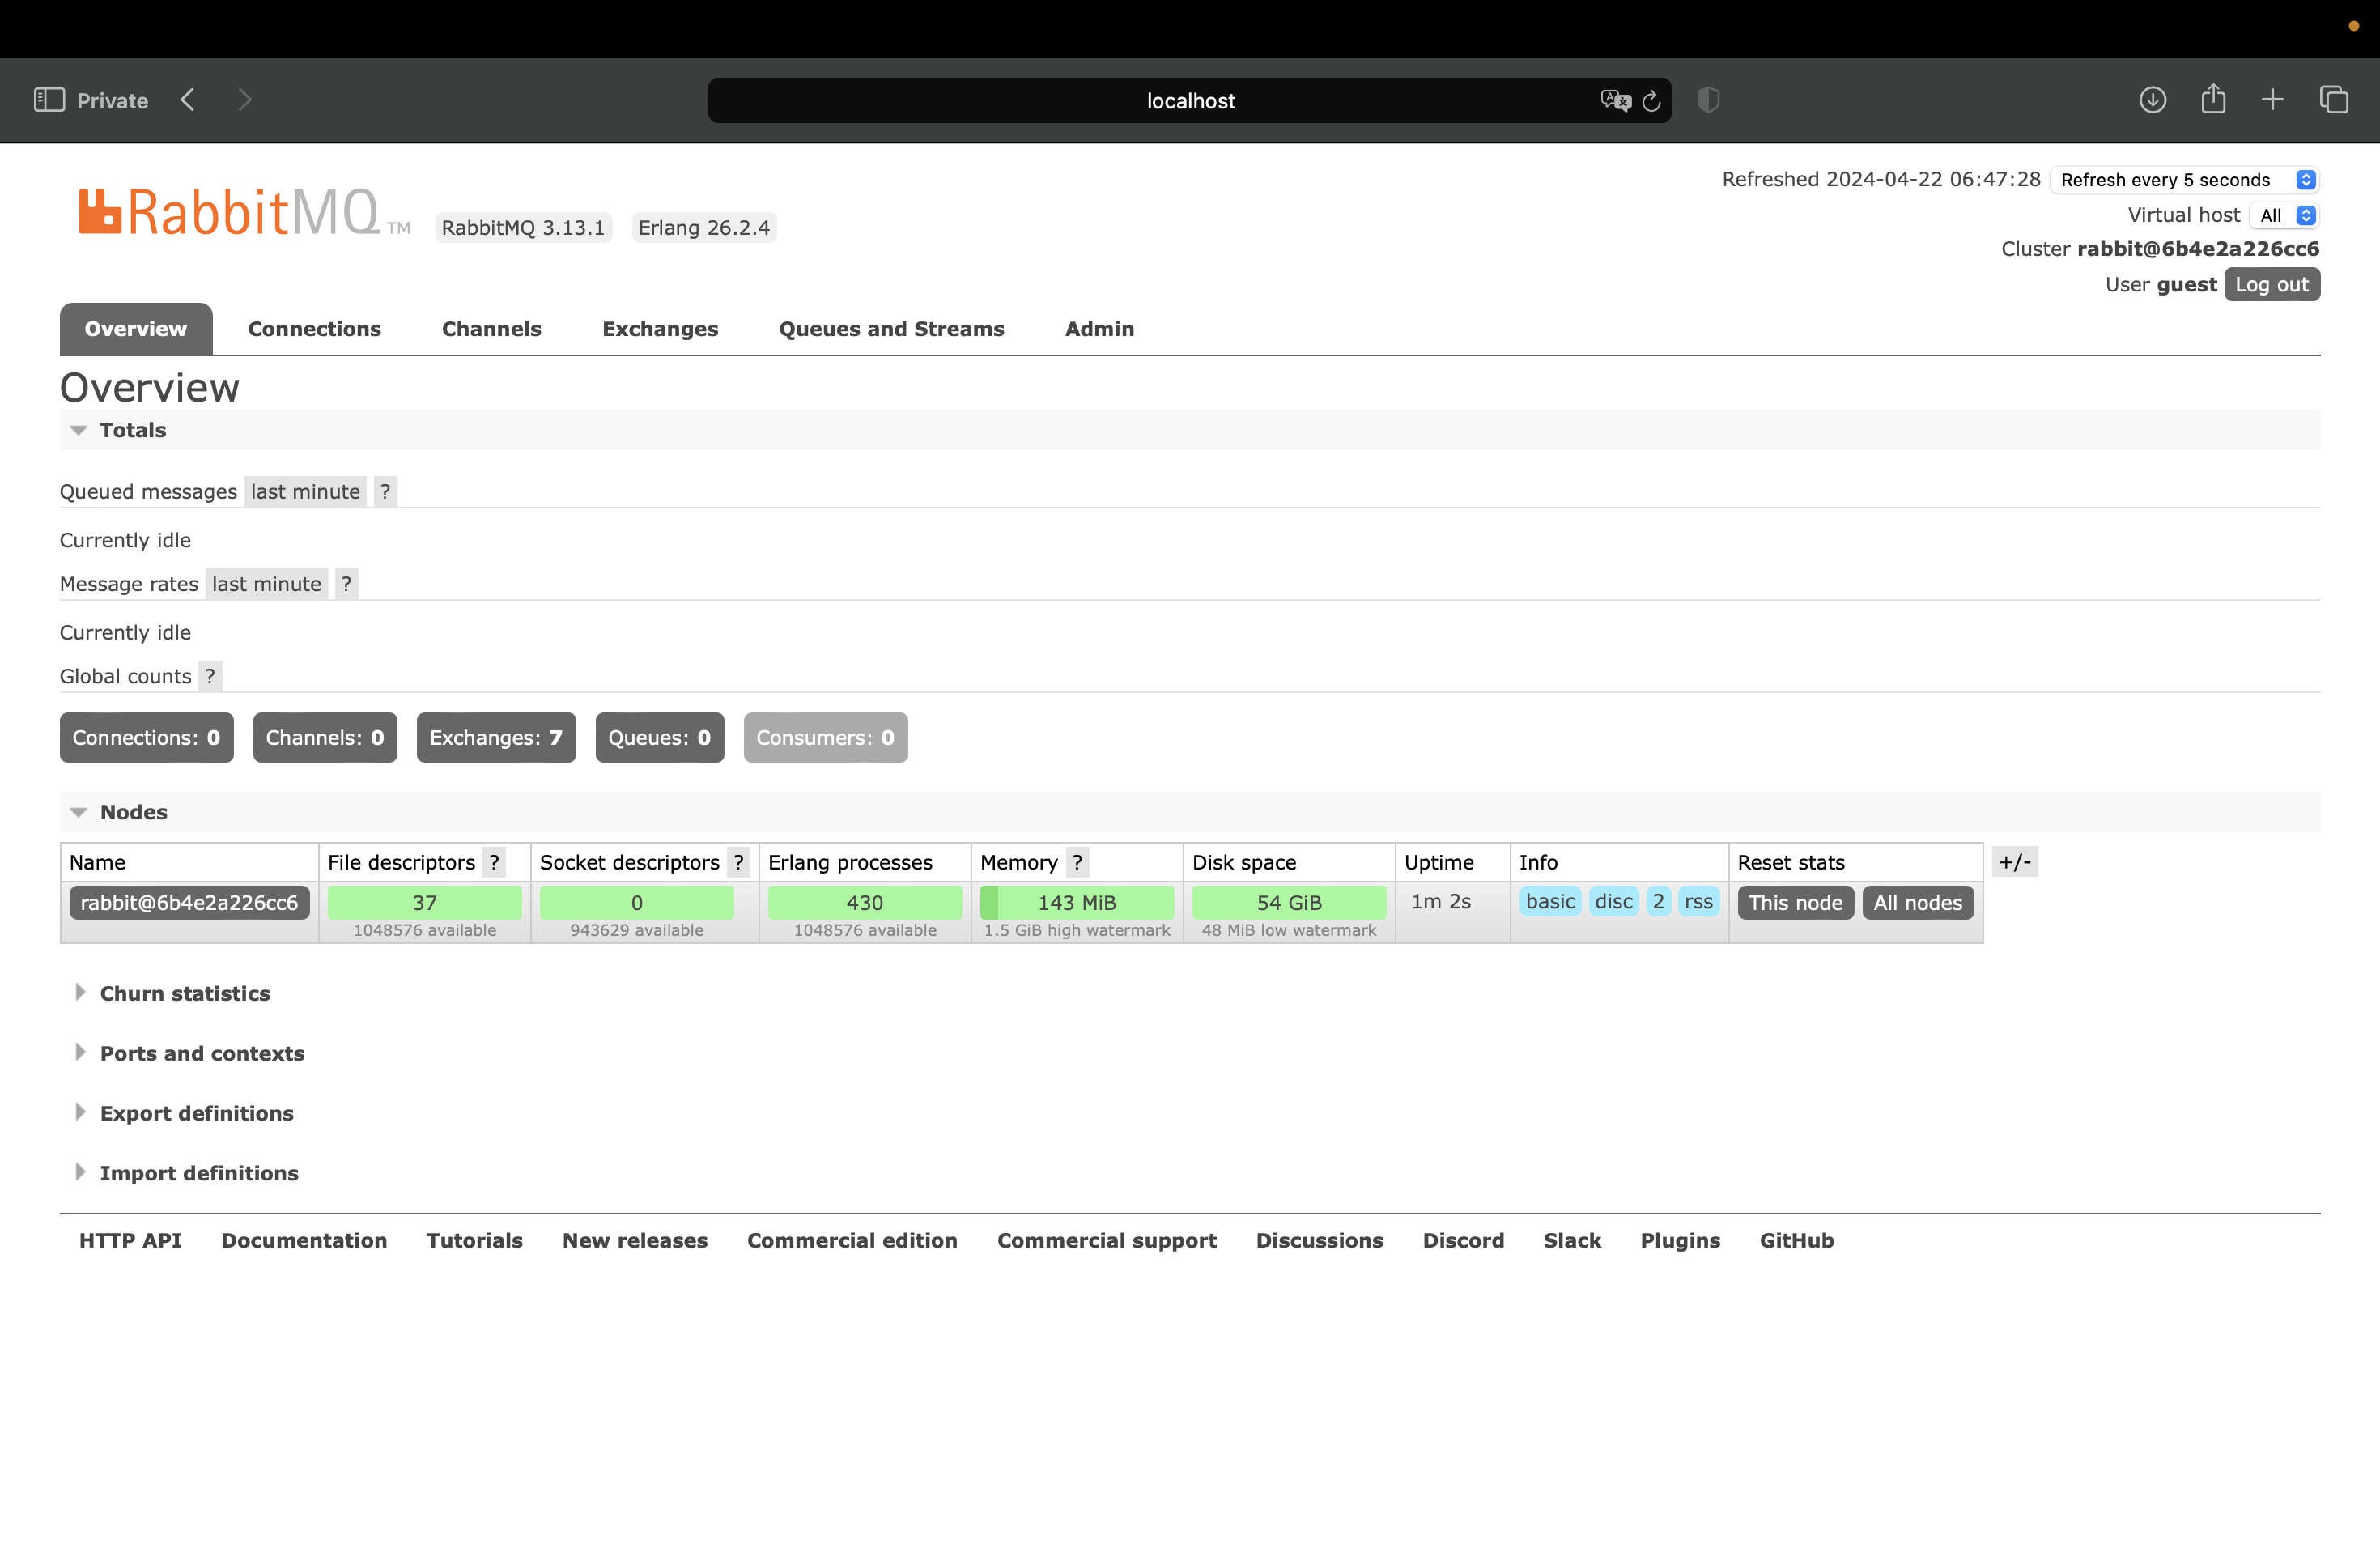 Private
localhost
Refreshed 2024-04-22 06:47:28 Refresh every 5 seconds
RabbitMQ TM RabbitMQ 3.13.1 Erlang 26.2.4
Virtual host All
Cluster rabbit@6b4e2a226cc6
User guest Log out
Overview Connections Channels Exchanges Queues and Streams Admin
Overview
Totals
Queued messages last minute ?
Currently idle
Message rates last minute ?
Currently idle
Global counts ?
Connections: 0 Channels: 0 Exchanges: 7 Queues: 0 Consumers: 0
Nodes
Name File descriptors ? Socket descriptors ? Erlang processes Memory ? Disk space Uptime Info Reset stats +/-
rabbit@6b4e2a226cc6 37 0 430 143 MiB 54 GiB 1m 2s basic disc 2 rss This node All nodes
1048576 available 943629 available 1048576 available 1.5 GiB high watermark 48 MiB low watermark
Churn statistics
Ports and contexts
Export definitions
Import definitions
HTTP API Documentation Tutorials New releases Commercial edition Commercial support Discussions Discord Slack Plugins GitHub